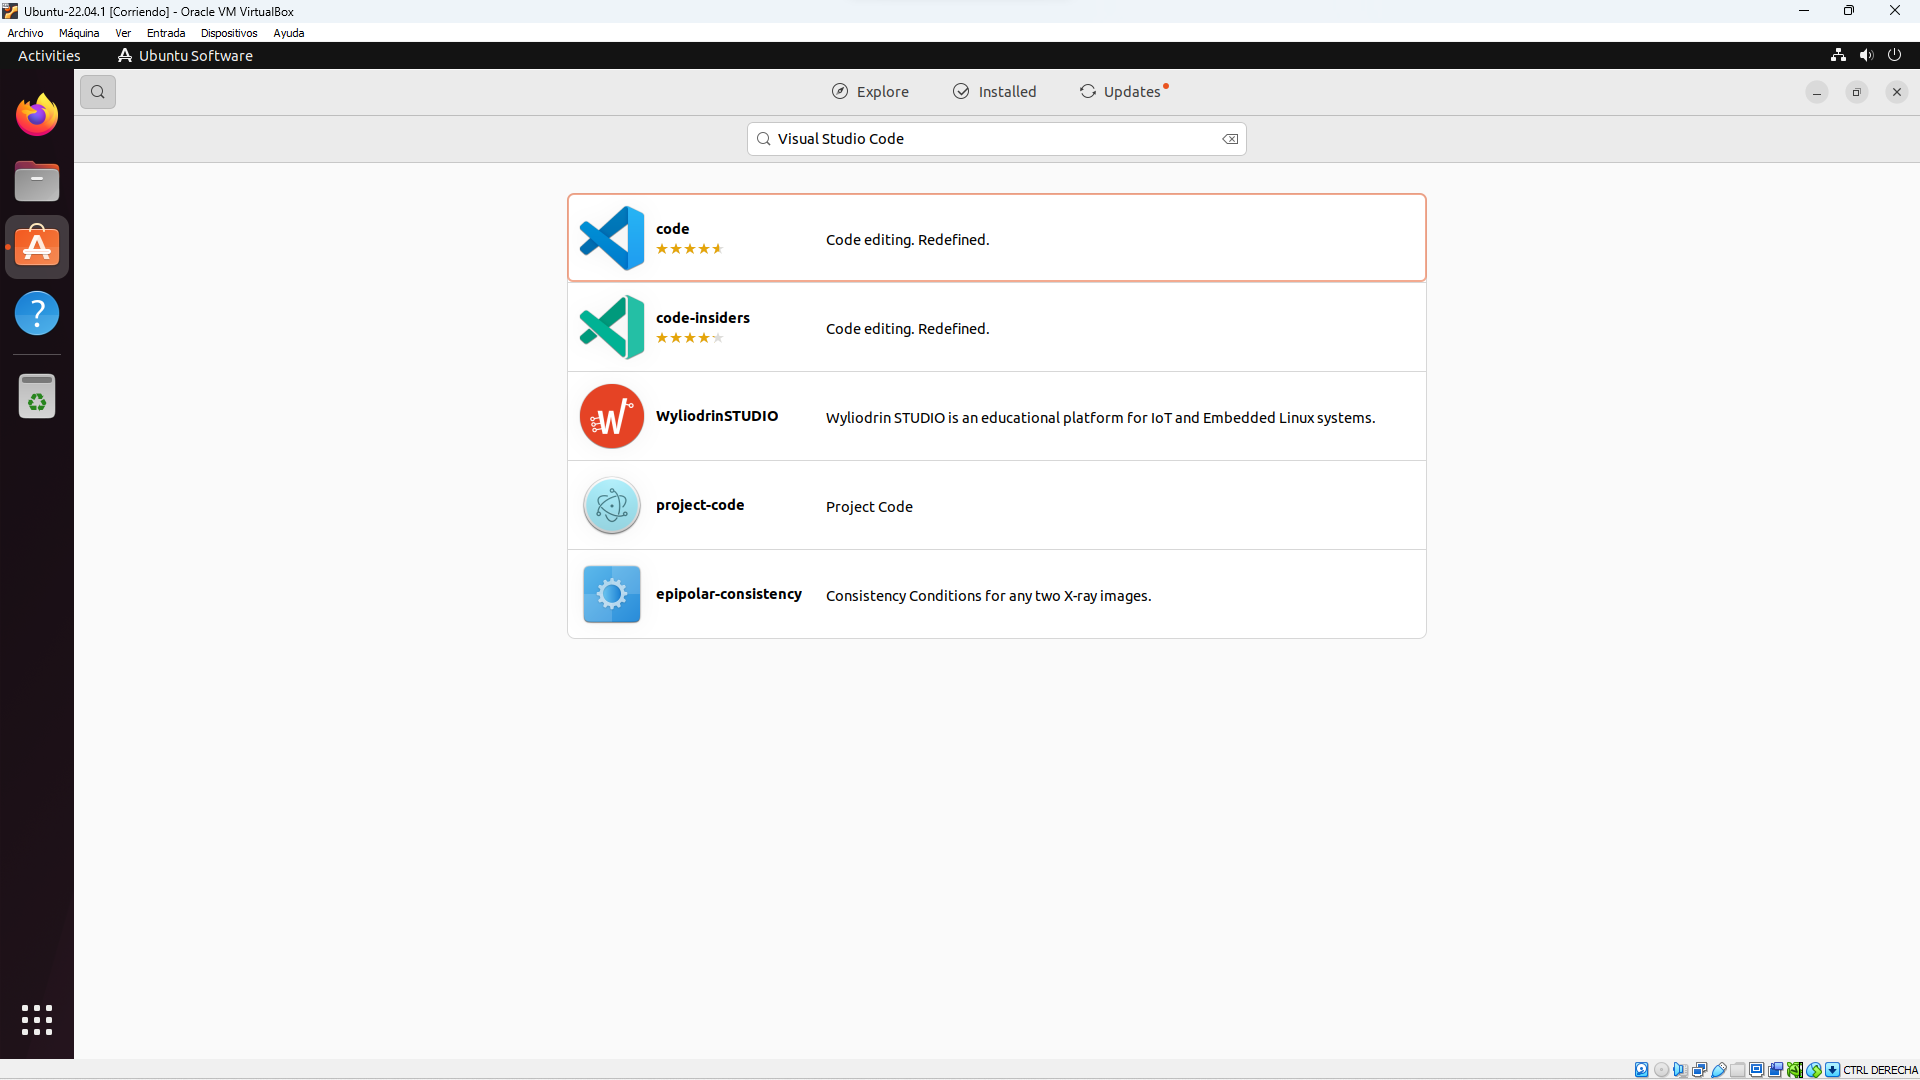 Ubuntu-22.04.1 [Corriendo] - Oracle VM VirtualBox
Archivo Máquina Ver Entrada Dispositivos Ayuda
Activities Ubuntu Software
Explore Installed Updates
Visual Studio Code
code
Code editing. Redefined.
code-insiders
Code editing. Redefined.
WyliodrinSTUDIO
Wyliodrin STUDIO is an educational platform for IoT and Embedded Linux systems.
project-code
Project Code
epipolar-consistency
Consistency Conditions for any two X-ray images.
CTRL DERECHA